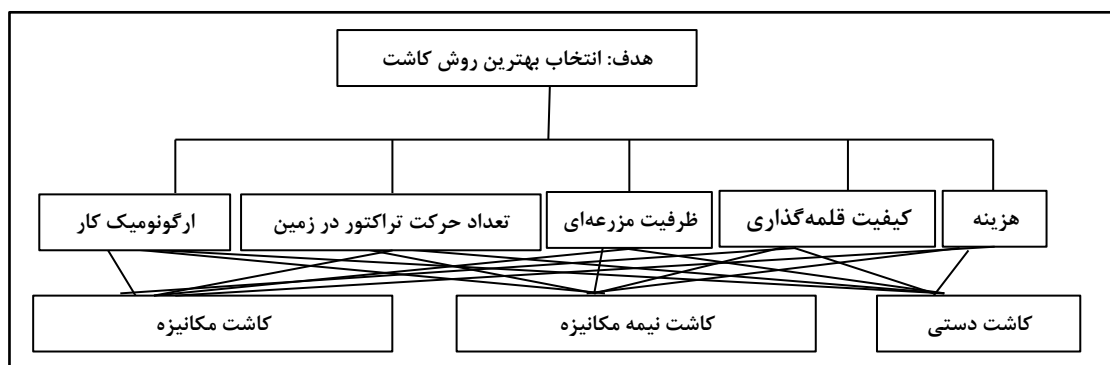 هدف: انتخاب بهترین روش کاشت
هزینه
کیفیت قلمه‌گذاری
ظرفیت مزرعه‌ای
تعداد حرکت تراکتور در زمین
ارگونومیک کار
کاشت دستی
کاشت نیمه مکانیزه
کاشت مکانیزه